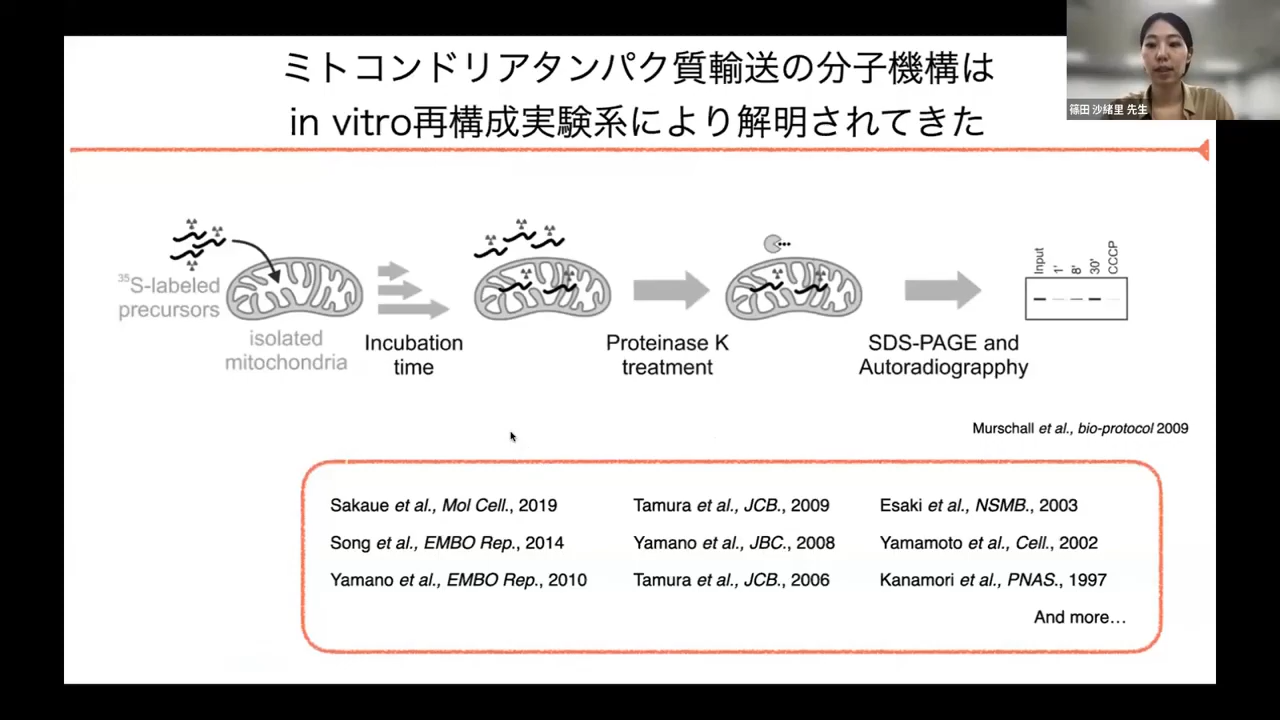 ミトコンドリアタンパク質輸送の分子機構は
in vitro再構成実験系により解明されてきた
篠田 沙緒里 先生
35S-labeled
precursors
isolated
mitochondria
Incubation
time
Proteinase K
treatment
SDS-PAGE and
Autoradiograpphy
Input
1'
8'
30'
CCCP
Murschall et al., bio-protocol 2009
Sakaue et al., Mol Cell., 2019
Song et al., EMBO Rep., 2014
Yamano et al., EMBO Rep., 2010
Tamura et al., JCB., 2009
Yamano et al., JBC., 2008
Tamura et al., JCB., 2006
Esaki et al., NSMB., 2003
Yamamoto et al., Cell., 2002
Kanamori et al., PNAS., 1997
And more…